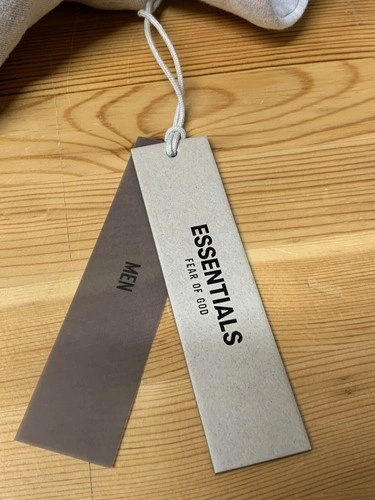 MEN
ESSENTIALS
FEAR OF GOD